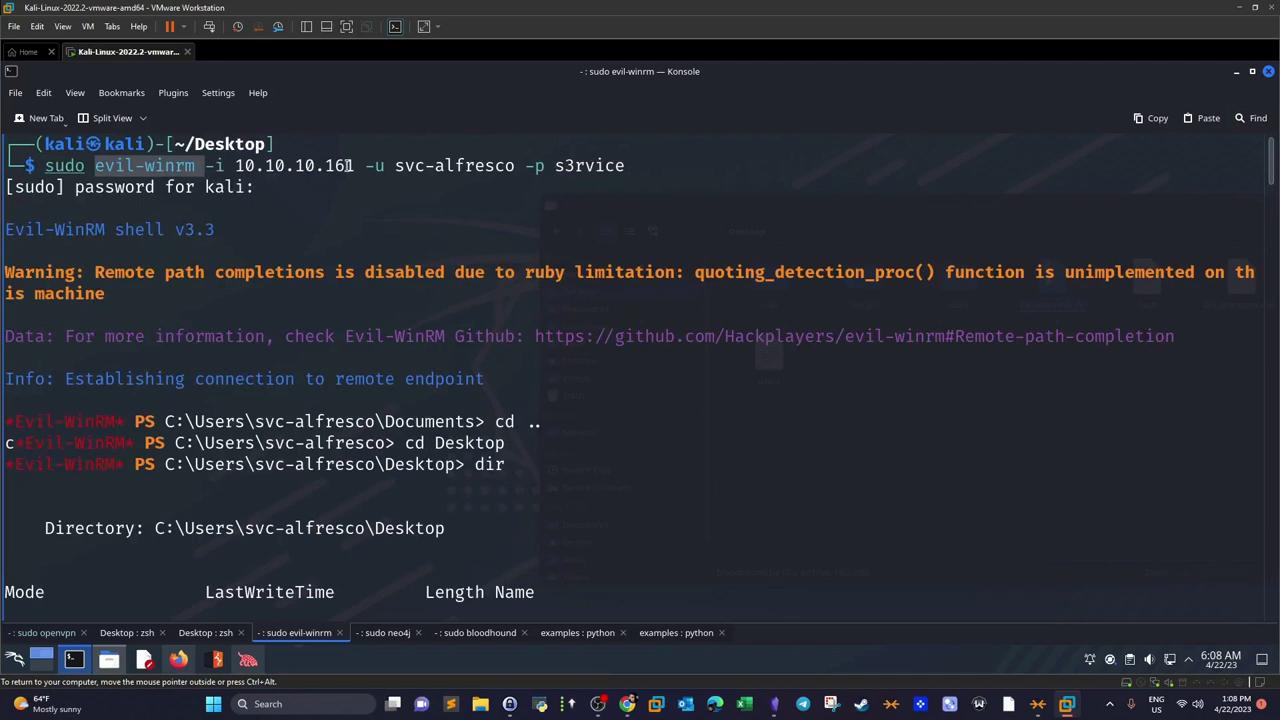 Kali-Linux-2022.2-vmware-amd64 - VMware Workstation
File Edit View VM Tabs Help
Home Kali-Linux-2022.2-vmwar...
- : sudo evil-winrm — Konsole
File Edit View Bookmarks Plugins Settings Help
New Tab Split View Copy Paste Find
┌──(kali㉿kali)-[~/Desktop]
└─$ sudo evil-winrm -i 10.10.10.161 -u svc-alfresco -p s3rvice
[sudo] password for kali:
Evil-WinRM shell v3.3
Warning: Remote path completions is disabled due to ruby limitation: quoting_detection_proc() function is unimplemented on th
is machine
Data: For more information, check Evil-WinRM Github: https://github.com/Hackplayers/evil-winrm#Remote-path-completion
Info: Establishing connection to remote endpoint
*Evil-WinRM* PS C:\Users\svc-alfresco\Documents> cd ..
c*Evil-WinRM* PS C:\Users\svc-alfresco> cd Desktop
*Evil-WinRM* PS C:\Users\svc-alfresco\Desktop> dir
Directory: C:\Users\svc-alfresco\Desktop
Mode LastWriteTime Length Name
- : sudo openvpn Desktop : zsh Desktop : zsh - : sudo evil-winrm - : sudo neo4j - : sudo bloodhound examples : python examples : python
6:08 AM
4/22/23
To return to your computer, move the mouse pointer outside or press Ctrl+Alt.
64°F
Mostly sunny
Search
ENG
US
1:08 PM
4/22/2023